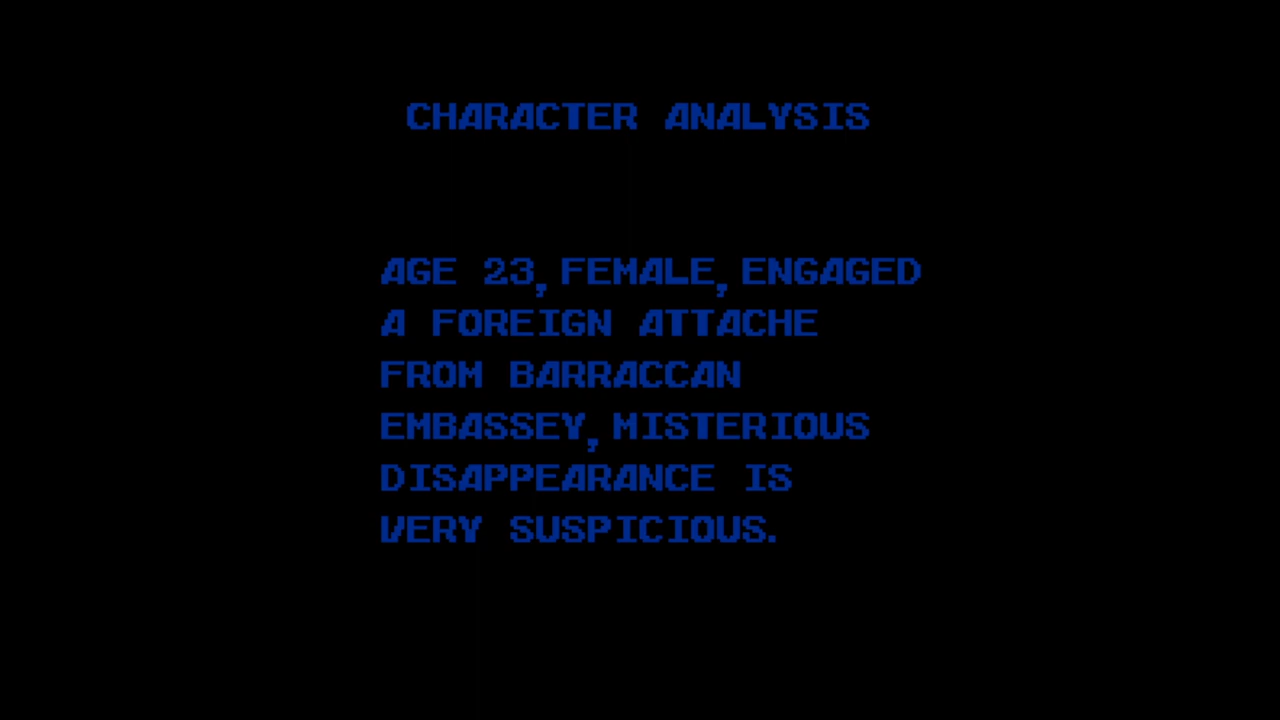 CHARACTER ANALYSIS
AGE 23, FEMALE, ENGAGED
A FOREIGN ATTACHE
FROM BARRACCAN
EMBASSEY, MISTERIOUS
DISAPPEARANCE IS
VERY SUSPICIOUS.